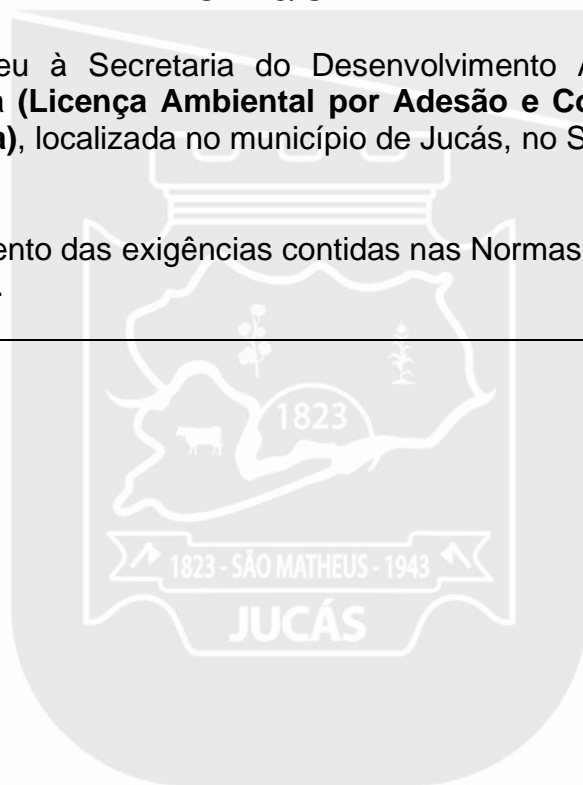 eu à Secretaria do Desenvolvimento A
(Licença Ambiental por Adesão e Co
a), localizada no município de Jucás, no S
ento das exigências contidas nas Normas
.
1823
1823 - SÃO MATHEUS - 1943
JUCÁS